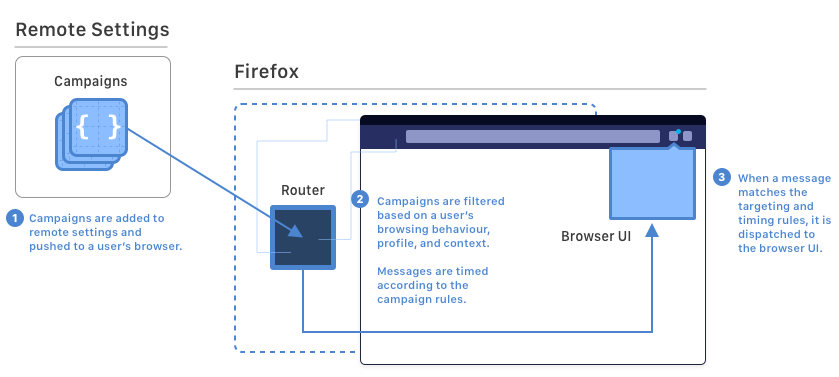 Remote Settings
Campaigns
{ }
1 Campaigns are added to
remote settings and
pushed to a user's browser.
Firefox
Router
2 Campaigns are filtered
based on a user's
browsing behaviour,
profile, and context.
Messages are timed
according to the
campaign rules.
Browser UI
3 When a message
matches the
targeting and
timing rules, it is
dispatched to
the browser UI.